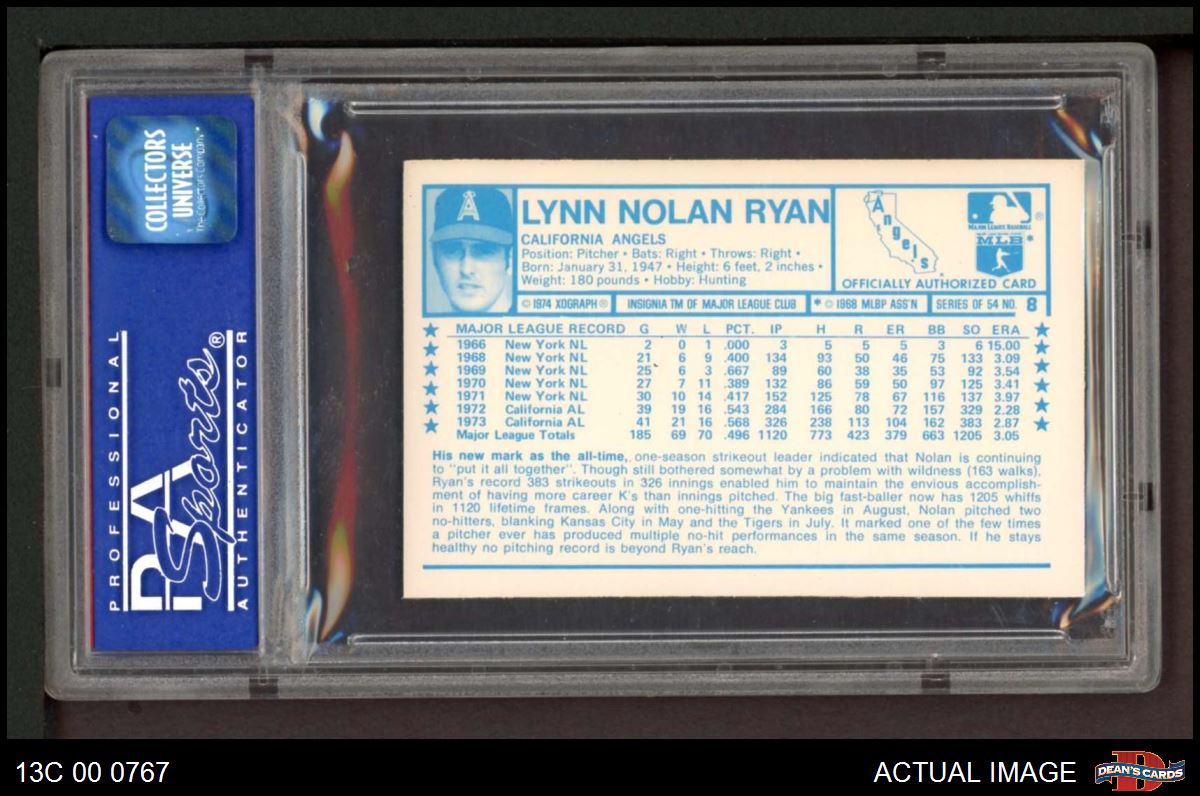 COLLECTORS
UNIVERSE
The Collectors Company™
PROFESSIONAL
PSA
Sports®
AUTHENTICATOR
LYNN NOLAN RYAN
CALIFORNIA ANGELS
Position: Pitcher • Bats: Right • Throws: Right •
Born: January 31, 1947 • Height: 6 feet, 2 inches •
Weight: 180 pounds • Hobby: Hunting
A
Angels
®
MAJOR LEAGUE BASEBALL
MLB*
OFFICIALLY AUTHORIZED CARD
© 1974 XOGRAPH® INSIGNIA TM OF MAJOR LEAGUE CLUB * © 1968 MLBP ASS'N SERIES OF 54 NO. 8
★ MAJOR LEAGUE RECORD G W L PCT. IP H R ER BB SO ERA ★
1966 New York NL 2 0 1 .000 3 5 5 5 3 6 15.00
1968 New York NL 21 6 9 .400 134 93 50 46 75 133 3.09
1969 New York NL 25 6 3 .667 89 60 38 35 53 92 3.54
1970 New York NL 27 7 11 .389 132 86 59 50 97 125 3.41
1971 New York NL 30 10 14 .417 152 125 78 67 116 137 3.97
1972 California AL 39 19 16 .543 284 166 80 72 157 329 2.28
1973 California AL 41 21 16 .568 326 238 113 104 162 383 2.87
Major League Totals 185 69 70 .496 1120 773 423 379 663 1205 3.05
His new mark as the all-time, one-season strikeout leader indicated that Nolan is continuing
to "put it all together". Though still bothered somewhat by a problem with wildness (163 walks).
Ryan's record 383 strikeouts in 326 innings enabled him to maintain the envious accomplish-
ment of having more career K's than innings pitched. The big fast-baller now has 1205 whiffs
in 1120 lifetime frames. Along with one-hitting the Yankees in August, Nolan pitched two
no-hitters, blanking Kansas City in May and the Tigers in July. It marked one of the few times
a pitcher ever has produced multiple no-hit performances in the same season. If he stays
healthy no pitching record is beyond Ryan's reach.
13C 00 0767
ACTUAL IMAGE
DEAN'S CARDS